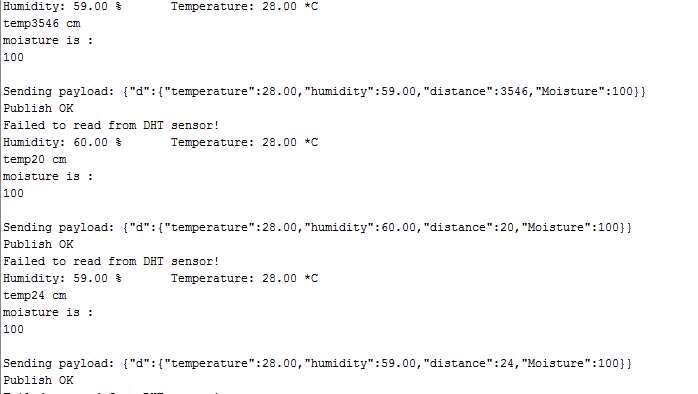 Humidity: 59.00 %       Temperature: 28.00 *C
temp3546 cm
moisture is :
100

Sending payload: {"d":{"temperature":28.00,"humidity":59.00,"distance":3546,"Moisture":100}}
Publish OK
Failed to read from DHT sensor!
Humidity: 60.00 %       Temperature: 28.00 *C
temp20 cm
moisture is :
100

Sending payload: {"d":{"temperature":28.00,"humidity":60.00,"distance":20,"Moisture":100}}
Publish OK
Failed to read from DHT sensor!
Humidity: 59.00 %       Temperature: 28.00 *C
temp24 cm
moisture is :
100

Sending payload: {"d":{"temperature":28.00,"humidity":59.00,"distance":24,"Moisture":100}}
Publish OK